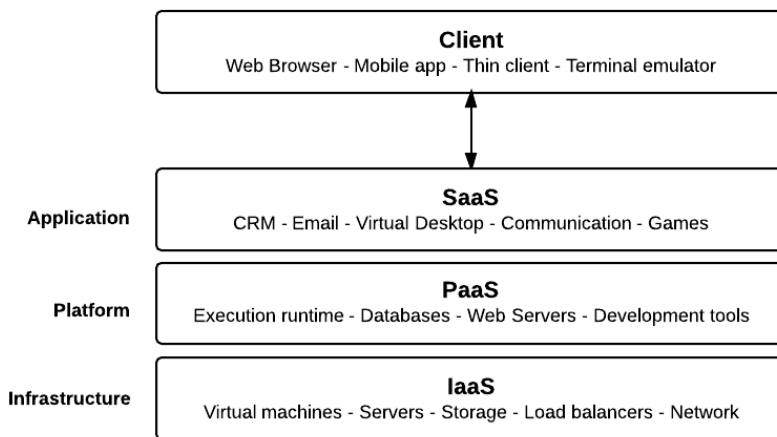 Client
Web Browser - Mobile app - Thin client - Terminal emulator
Application
SaaS
CRM - Email - Virtual Desktop - Communication - Games
Platform
PaaS
Execution runtime - Databases - Web Servers - Development tools
Infrastructure
IaaS
Virtual machines - Servers - Storage - Load balancers - Network